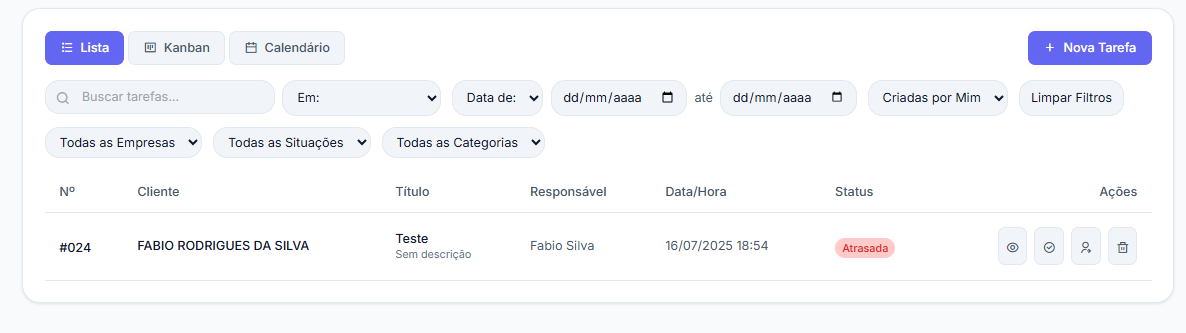 Lista Kanban Calendário + Nova Tarefa
Buscar tarefas... Em: Data de: dd/mm/aaaa até dd/mm/aaaa Criadas por Mim Limpar Filtros
Todas as Empresas Todas as Situações Todas as Categorias
Nº Cliente Título Responsável Data/Hora Status Ações
#024 FABIO RODRIGUES DA SILVA Teste Fabio Silva 16/07/2025 18:54 Atrasada
Sem descrição